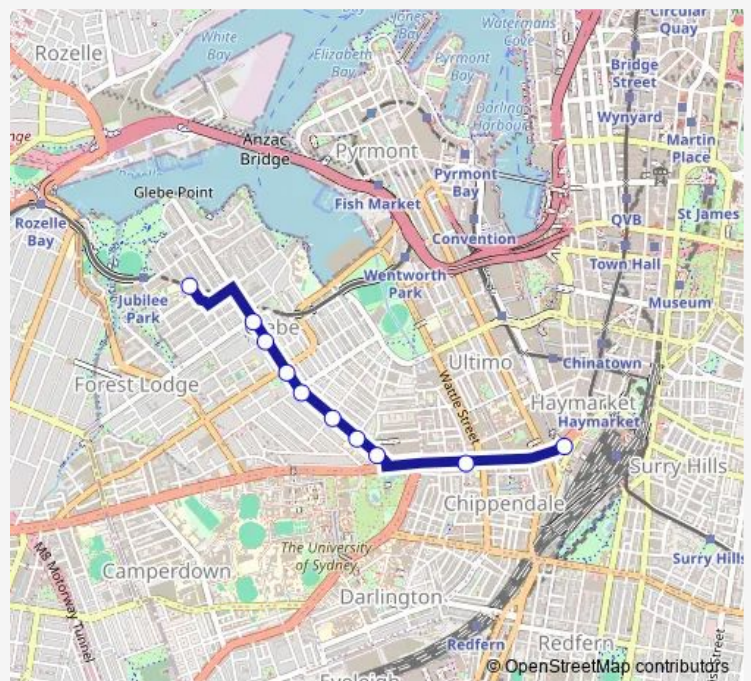 Circular
Quay
Jones
Bay
Watermans
Cove
White
Bay
Elizabeth
Bay
Pyrmont
Bay
Rozelle
Bridge
Street
Darling
Harbour
Wynyard
Anzac
Bridge
Martin
Place
Pyrmont
Glebe Point
Pyrmont
Bay
Fish Market
Rozelle
Bay
QVB
St James
Convention
Town Hall
Wentworth
Park
Jubilee
Park
Museum
Ultimo
Chinatown
Forest Lodge
Wattle Street
Haymarket
Haymarket
Surry Hills
Chippendale
The University
of Sydney
Camperdown
M8 Motorway Tunnel
Surry Hills
Darlington
Redfern
Redfern
Eveleigh
© OpenStreetMap contributors